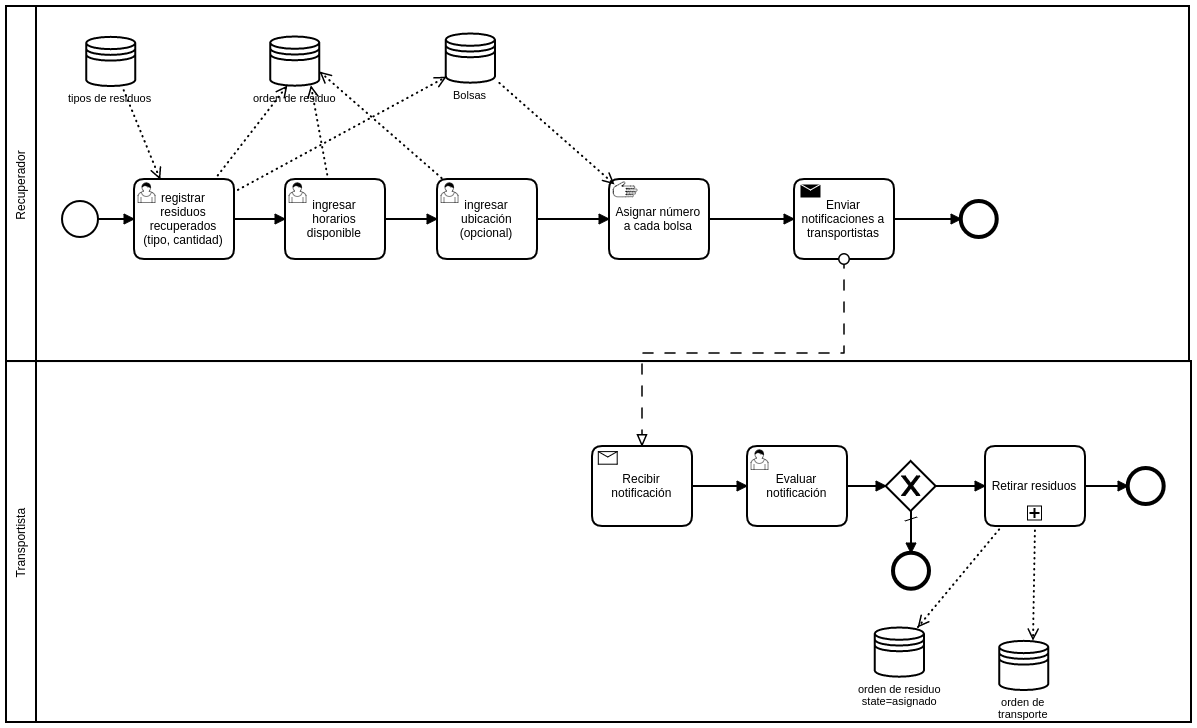 Recuperador
tipos de residuos
orden de residuo
Bolsas
registrar
residuos
recuperados
(tipo, cantidad)
ingresar
horarios
disponible
ingresar
ubicación
(opcional)
Asignar número
a cada bolsa
Enviar
notificaciones a
transportistas
Transportista
Recibir
notificación
Evaluar
notificación
Retirar residuos
orden de residuo
state=asignado
orden de
transporte